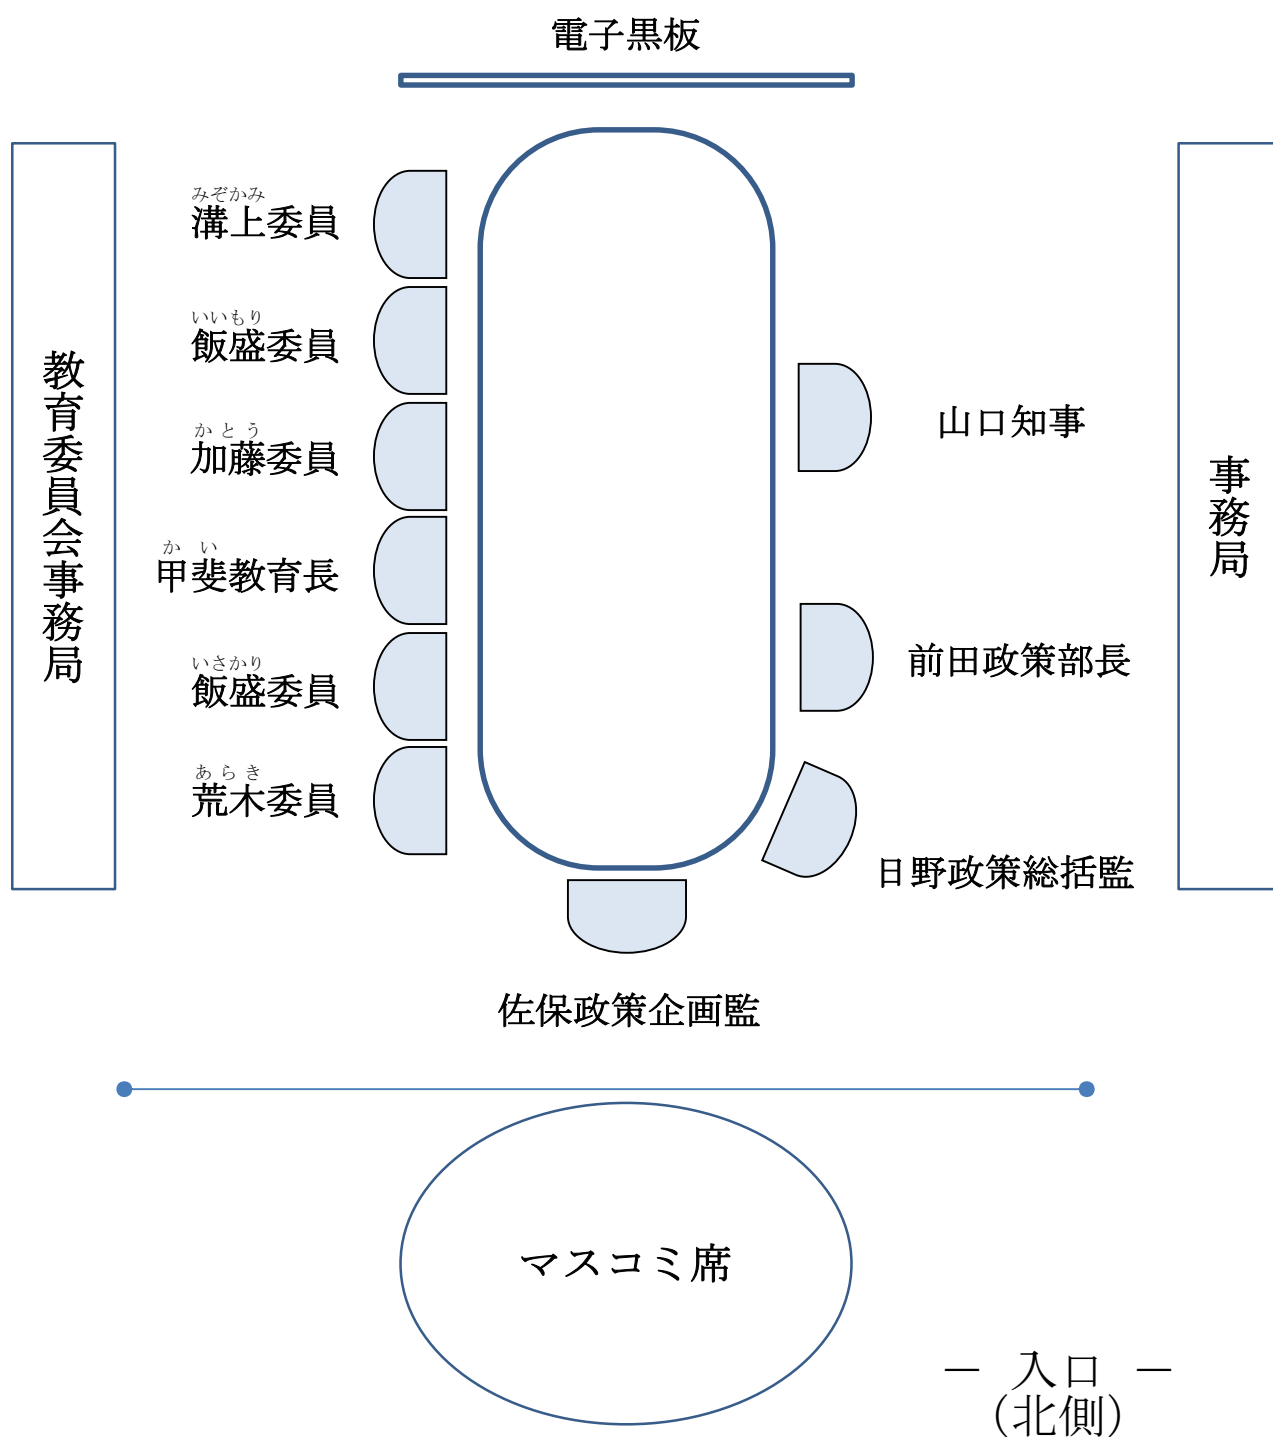 電子黒板
教育委員会事務局
みぞかみ
溝上委員
いいもり
飯盛委員
かとう
加藤委員
かい
甲斐教育長
いさかり
飯盛委員
あらき
荒木委員
山口知事
前田政策部長
日野政策総括監
事務局
佐保政策企画監
マスコミ席
― 入口 ―
（北側）